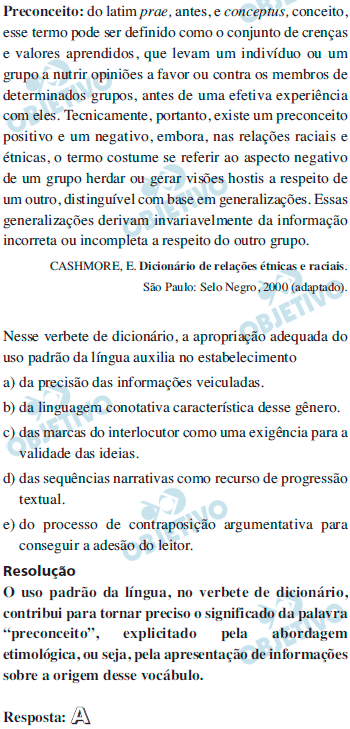 Preconceito: do latim prae, antes, e conceptus, conceito,
esse termo pode ser definido como o conjunto de crenças
e valores aprendidos, que levam um indivíduo ou um
grupo a nutrir opiniões a favor ou contra os membros de
determinados grupos, antes de uma efetiva experiência
com eles. Tecnicamente, portanto, existe um preconceito
positivo e um negativo, embora, nas relações raciais e
étnicas, o termo costume se referir ao aspecto negativo
de um grupo herdar ou gerar visões hostis a respeito de
um outro, distinguível com base em generalizações. Essas
generalizações derivam invariavelmente da informação
incorreta ou incompleta a respeito do outro grupo.
CASHMORE, E. Dicionário de relações étnicas e raciais.
São Paulo: Selo Negro, 2000 (adaptado).
Nesse verbete de dicionário, a apropriação adequada do
uso padrão da língua auxilia no estabelecimento
a) da precisão das informações veiculadas.
b) da linguagem conotativa característica desse gênero.
c) das marcas do interlocutor como uma exigência para a
validade das ideias.
d) das sequências narrativas como recurso de progressão
textual.
e) do processo de contraposição argumentativa para
conseguir a adesão do leitor.
Resolução
O uso padrão da língua, no verbete de dicionário,
contribui para tornar preciso o significado da palavra
“preconceito”, explicitado pela abordagem
etimológica, ou seja, pela apresentação de informações
sobre a origem desse vocábulo.
Resposta: A
OBJETIVO
OBJETIVO
OBJETIVO
OBJETIVO
OBJETIVO
OBJETIVO
OBJETIVO